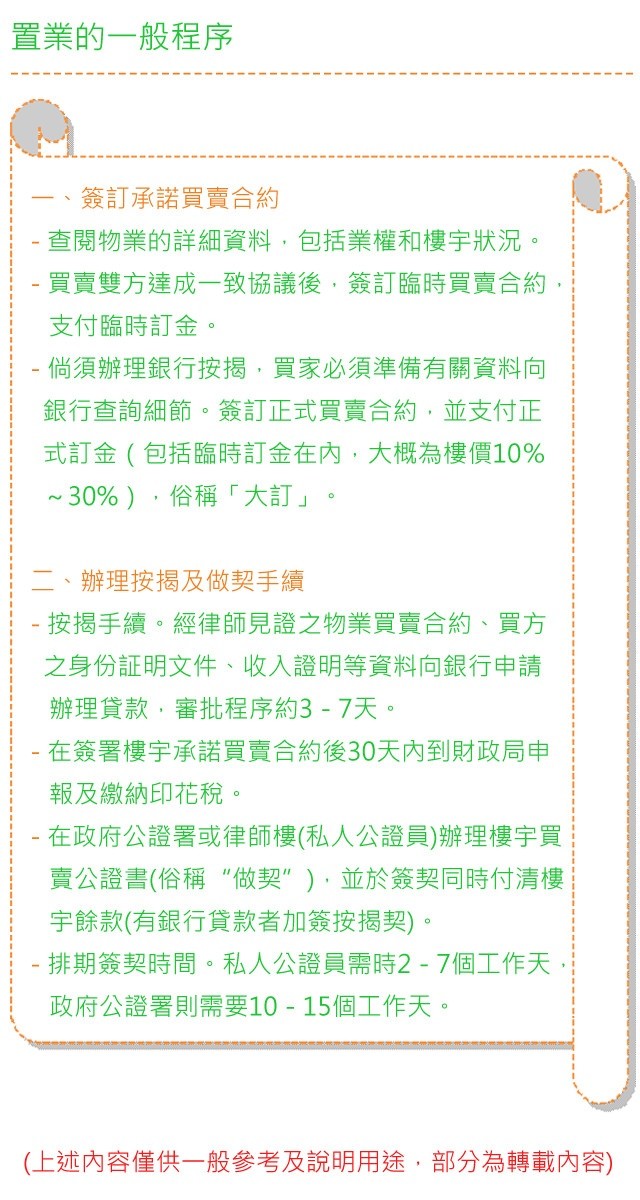 置業的一般程序
一、簽訂承諾買賣合約
- 查閱物業的詳細資料，包括業權和樓宇狀況。
- 買賣雙方達成一致協議後，簽訂臨時買賣合約，
支付臨時訂金。
- 倘須辦理銀行按揭，買家必須準備有關資料向
銀行查詢細節。簽訂正式買賣合約，並支付正
式訂金（包括臨時訂金在內，大概為樓價10%
～30%），俗稱「大訂」。
二、辦理按揭及做契手續
- 按揭手續。經律師見證之物業買賣合約、買方
之身份証明文件、收入證明等資料向銀行申請
辦理貸款，審批程序約3 - 7天。
- 在簽署樓宇承諾買賣合約後30天內到財政局申
報及繳納印花稅。
- 在政府公證署或律師樓(私人公證員)辦理樓宇買
賣公證書(俗稱“做契”)，並於簽契同時付清樓
宇餘款(有銀行貸款者加簽按揭契)。
- 排期簽契時間。私人公證員需時2 - 7個工作天，
政府公證署則需要10 - 15個工作天。
(上述內容僅供一般參考及說明用途，部分為轉載內容)